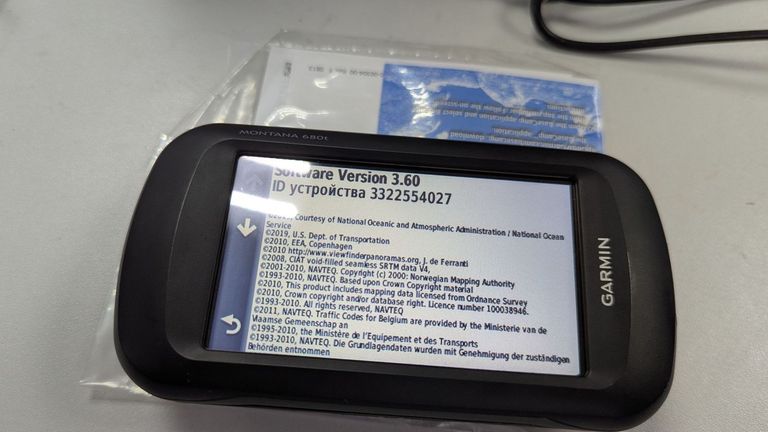 MONTANA 680t
Software Version 3.60
ID устройства 3322554027
Courtesy of National Oceanic and Atmospheric Administration / National Ocean
Service
©2019, U.S. Dept. of Transportation
©2010, EEA, Copenhagen
©2010 http://www.viewfinderpanoramas.org, J. de Ferranti
©2008, CIAT void-filled seamless SRTM data V4,
©2001-2010, NAVTEQ. Copyright (c) 2000: Norwegian Mapping Authority
©1993-2010, NAVTEQ. Based upon Crown Copyright material
©2010, This product includes mapping data licensed from Ordnance Survey
©2010, Crown copyright and/or database right. Licence number 100038946.
©1993-2010. All rights reserved, NAVTEQ
©2011, NAVTEQ. Traffic Codes for Belgium are provided by the Ministerie van
Vlaamse Gemeenschap an
©1995-2010, the Ministère de l'Equipement et des Transports
©1993-2010, NAVTEQ. Die Grundlagendaten wurden mit Genehmigung der zuständigen
Behörden entnommen
GARMIN